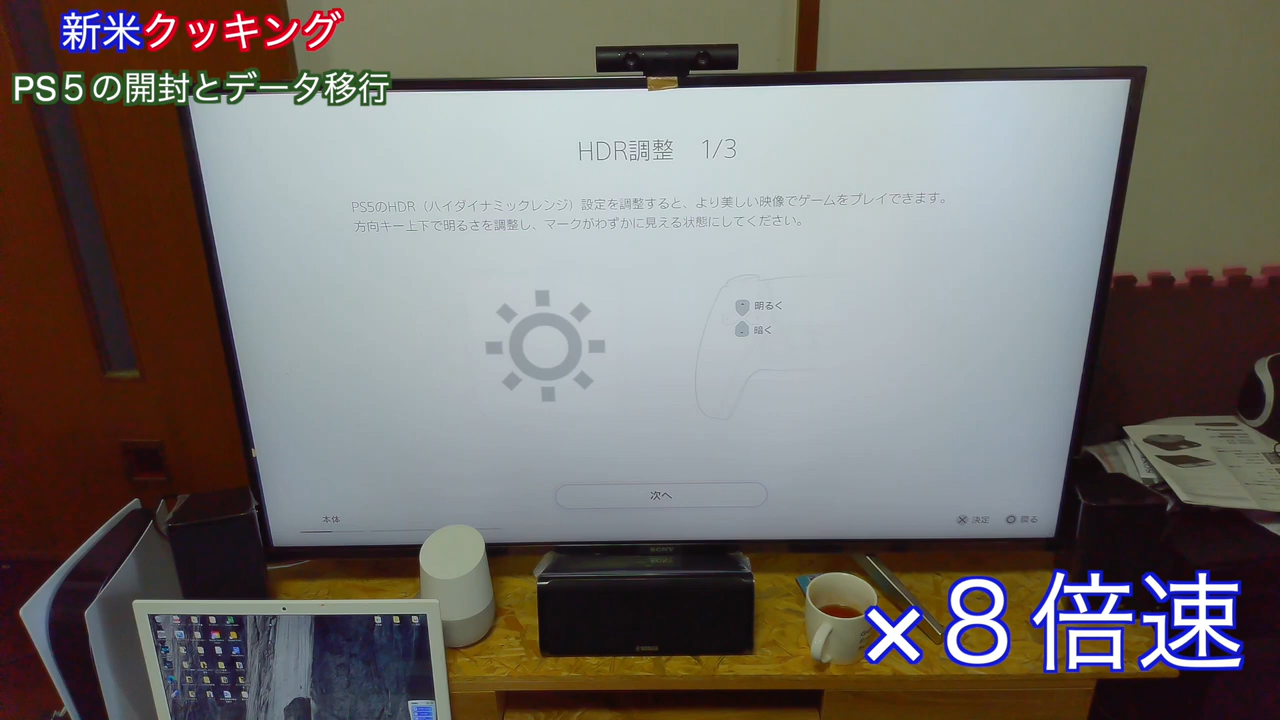 新米クッキング
PS5の開封とデータ移行
HDR調整 1/3
PS5のHDR（ハイダイナミックレンジ）設定を調整すると、より美しい映像でゲームをプレイできます。
方向キー上下で明るさを調整し、マークがわずかに見える状態にしてください。
明るく
暗く
次へ
本体
決定 戻る
SONY
×8倍速